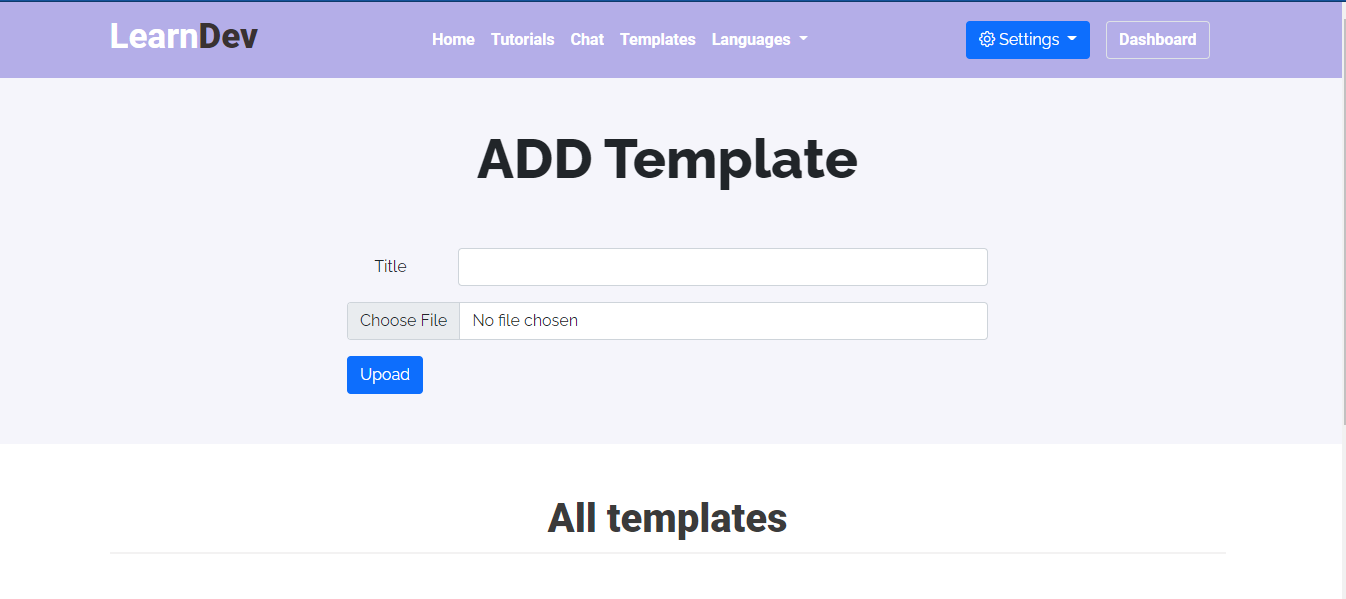 LearnDev Home Tutorials Chat Templates Languages Settings Dashboard
ADD Template
Title
Choose File No file chosen
Upoad
All templates